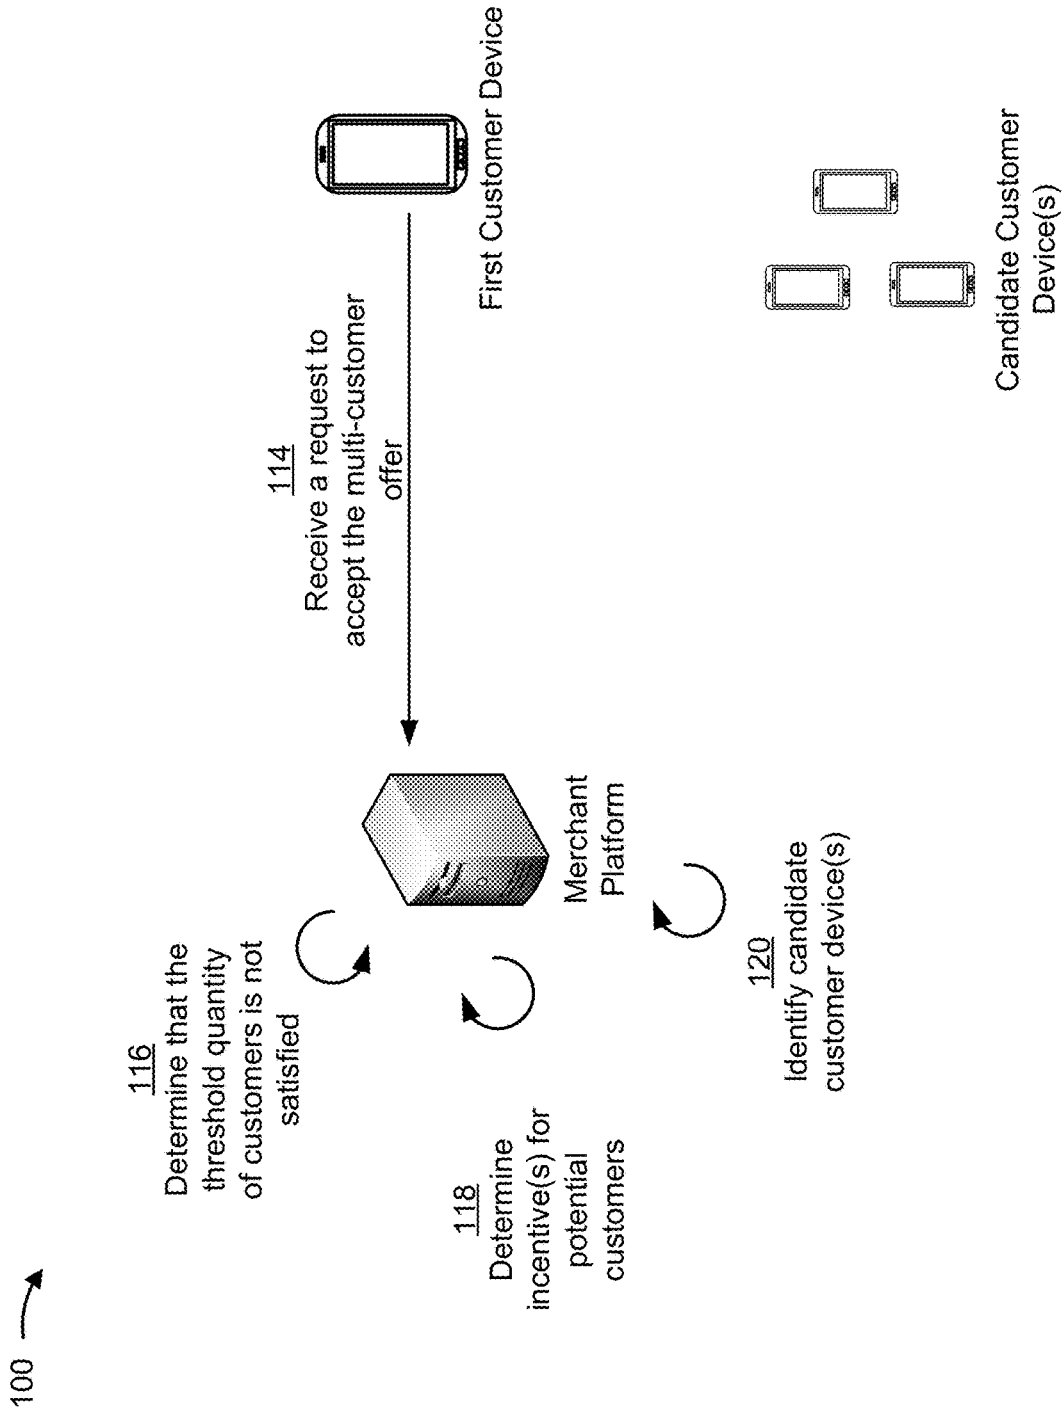 100
116
Determine that the
threshold quantity
of customers is not
satisfied
114
Receive a request to
accept the multi-customer
offer
First Customer Device
118
Determine
incentive(s) for
potential
customers
Merchant
Platform
120
Identify candidate
customer device(s)
Candidate Customer
Device(s)